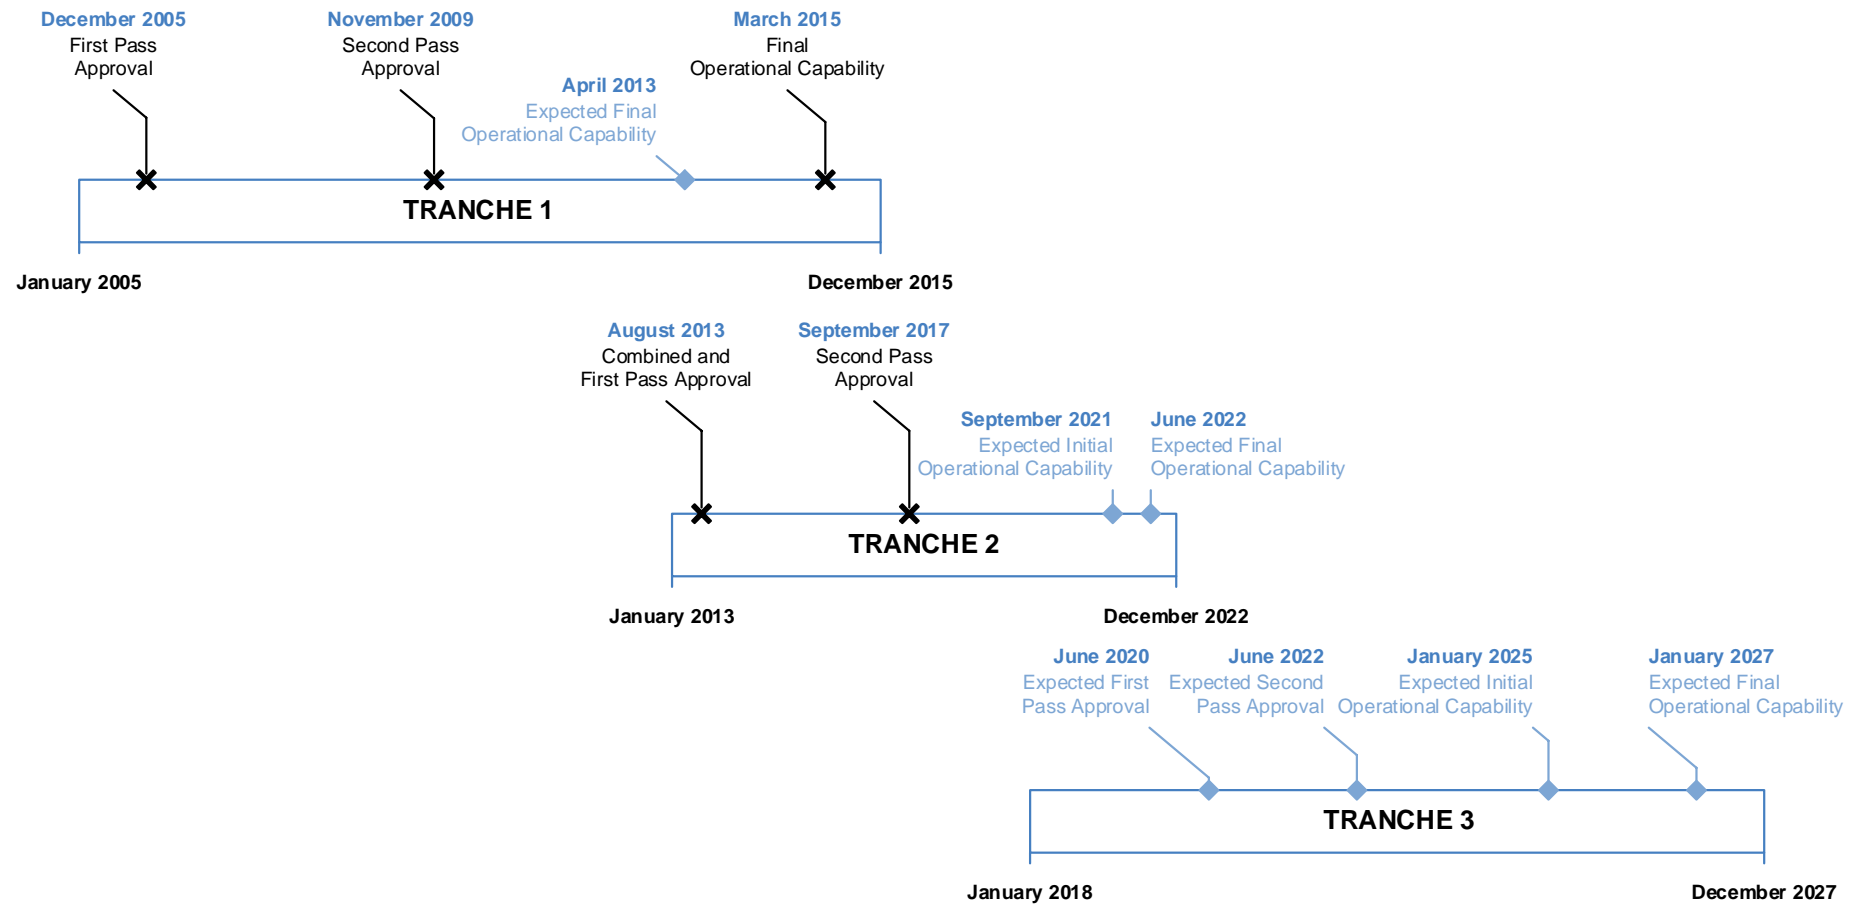 December 2005
First Pass
Approval
November 2009
Second Pass
Approval
April 2013
Expected Final
Operational Capability
March 2015
Final
Operational Capability
TRANCHE 1
January 2005
December 2015
August 2013
Combined and
First Pass Approval
September 2017
Second Pass
Approval
September 2021
Expected Initial
Operational Capability
June 2022
Expected Final
Operational Capability
TRANCHE 2
January 2013
December 2022
June 2020
Expected First
Pass Approval
June 2022
Expected Second
Pass Approval
January 2025
Expected Initial
Operational Capability
January 2027
Expected Final
Operational Capability
TRANCHE 3
January 2018
December 2027